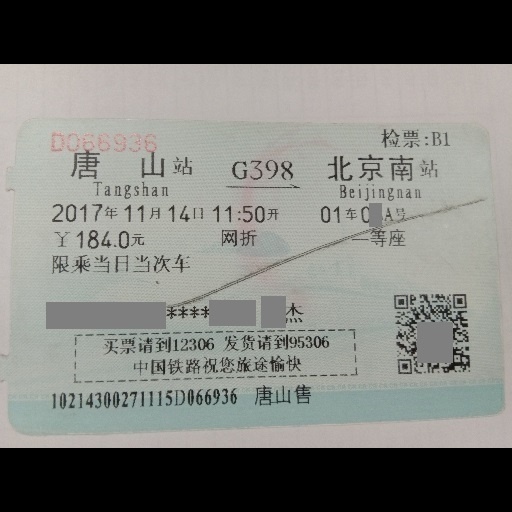 D066936
检票:B1
唐山站 G398 北京南站
Tangshan Beijingnan
2017年11月14日11:50开 01车0A号
￥184.0元 网折 一等座
限乘当日当次车
**** 杰
买票请到12306 发货请到95306
中国铁路祝您旅途愉快
10214300271115D066936 唐山售